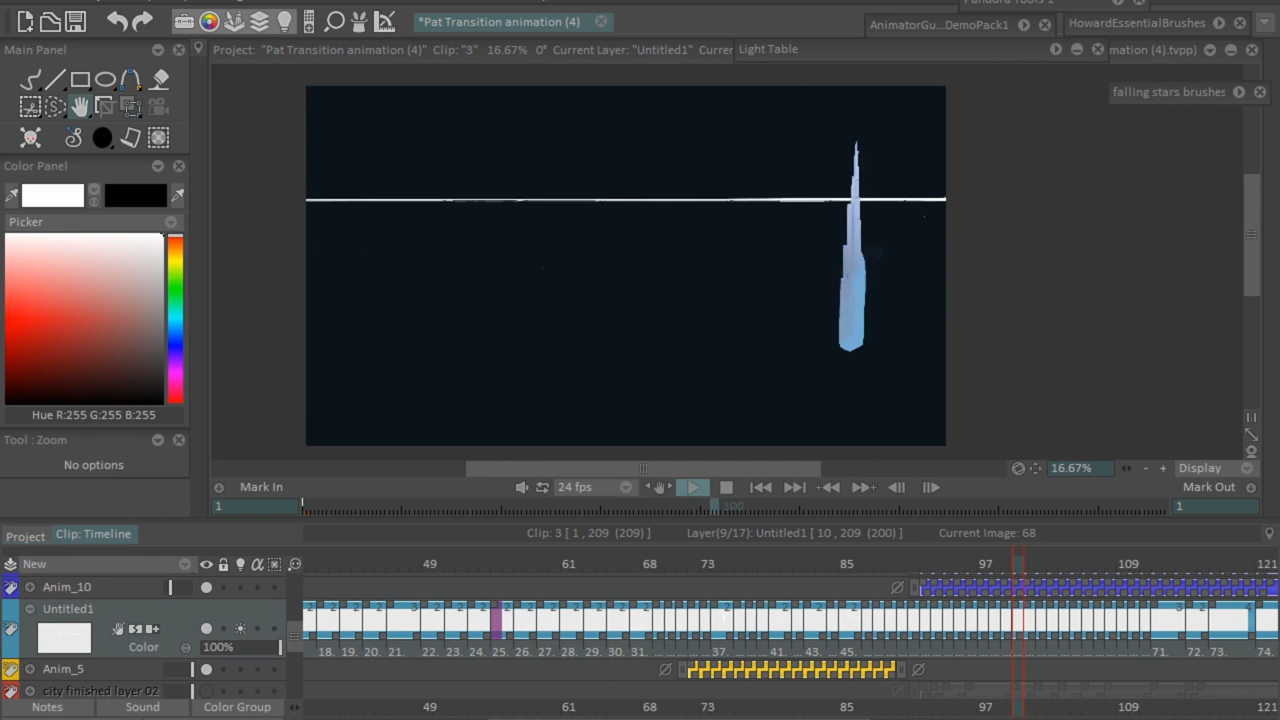 Pandora Tools 1
*Pat Transition animation (4)
AnimatorGu...DemoPack1
HowardEssentialBrushes
Main Panel
Project: "Pat Transition animation (4)" Clip: "3" 16.67% 0° Current Layer: "Untitled1" Currer
Light Table
mation (4).tvpp)
falling stars brushes
Color Panel
Picker
Hue R:255 G:255 B:255
Tool : Zoom
No options
16.67%
Display
Mark In
24 fps
Mark Out
1
100
1
Project
Clip: Timeline
Clip: 3 [ 1 , 209 (209) ]
Layer(9/17): Untitled1 [ 10 , 209 (200) ]
Current Image: 68
New
49 61 68 73 85 97 109 121
Anim_10
Untitled1
Color
100%
18. 19. 20. 21. 22. 23. 24. 25. 26. 27. 28. 29. 30. 31. 37. 41. 43. 45. 71. 72. 73. 74.
Anim_5
city finished layer 02
Notes
Sound
Color Group
49 61 68 73 85 97 109 121